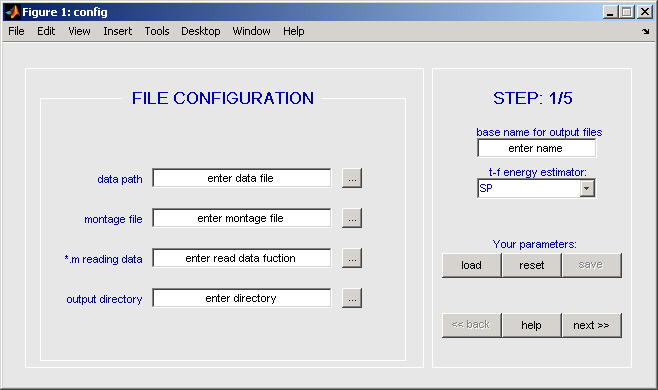 Figure 1: config
File Edit View Insert Tools Desktop Window Help
FILE CONFIGURATION
data path enter data file ...
montage file enter montage file ...
*.m reading data enter read data fuction ...
output directory enter directory ...
STEP: 1/5
base name for output files
enter name
t-f energy estimator:
SP
Your parameters:
load reset save
<< back help next >>